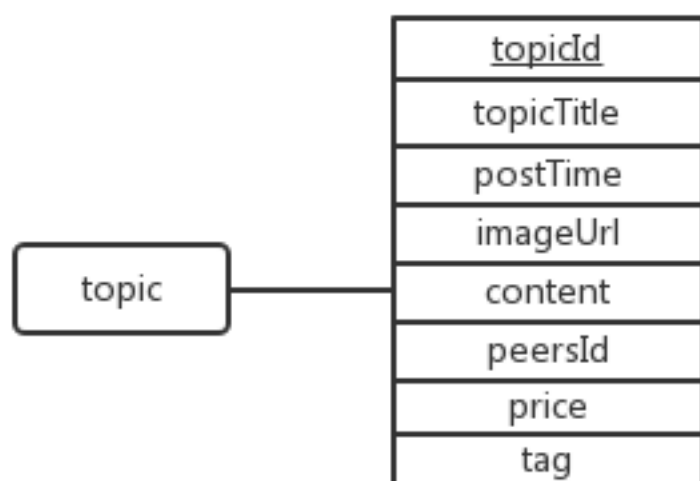 topic
topicId
topicTitle
postTime
imageUrl
content
peersId
price
tag